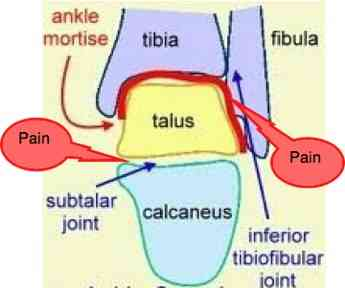 ankle
mortise
tibia
fibula
talus
Pain
Pain
subtalar
joint
calcaneus
inferior
tibiofibular
joint